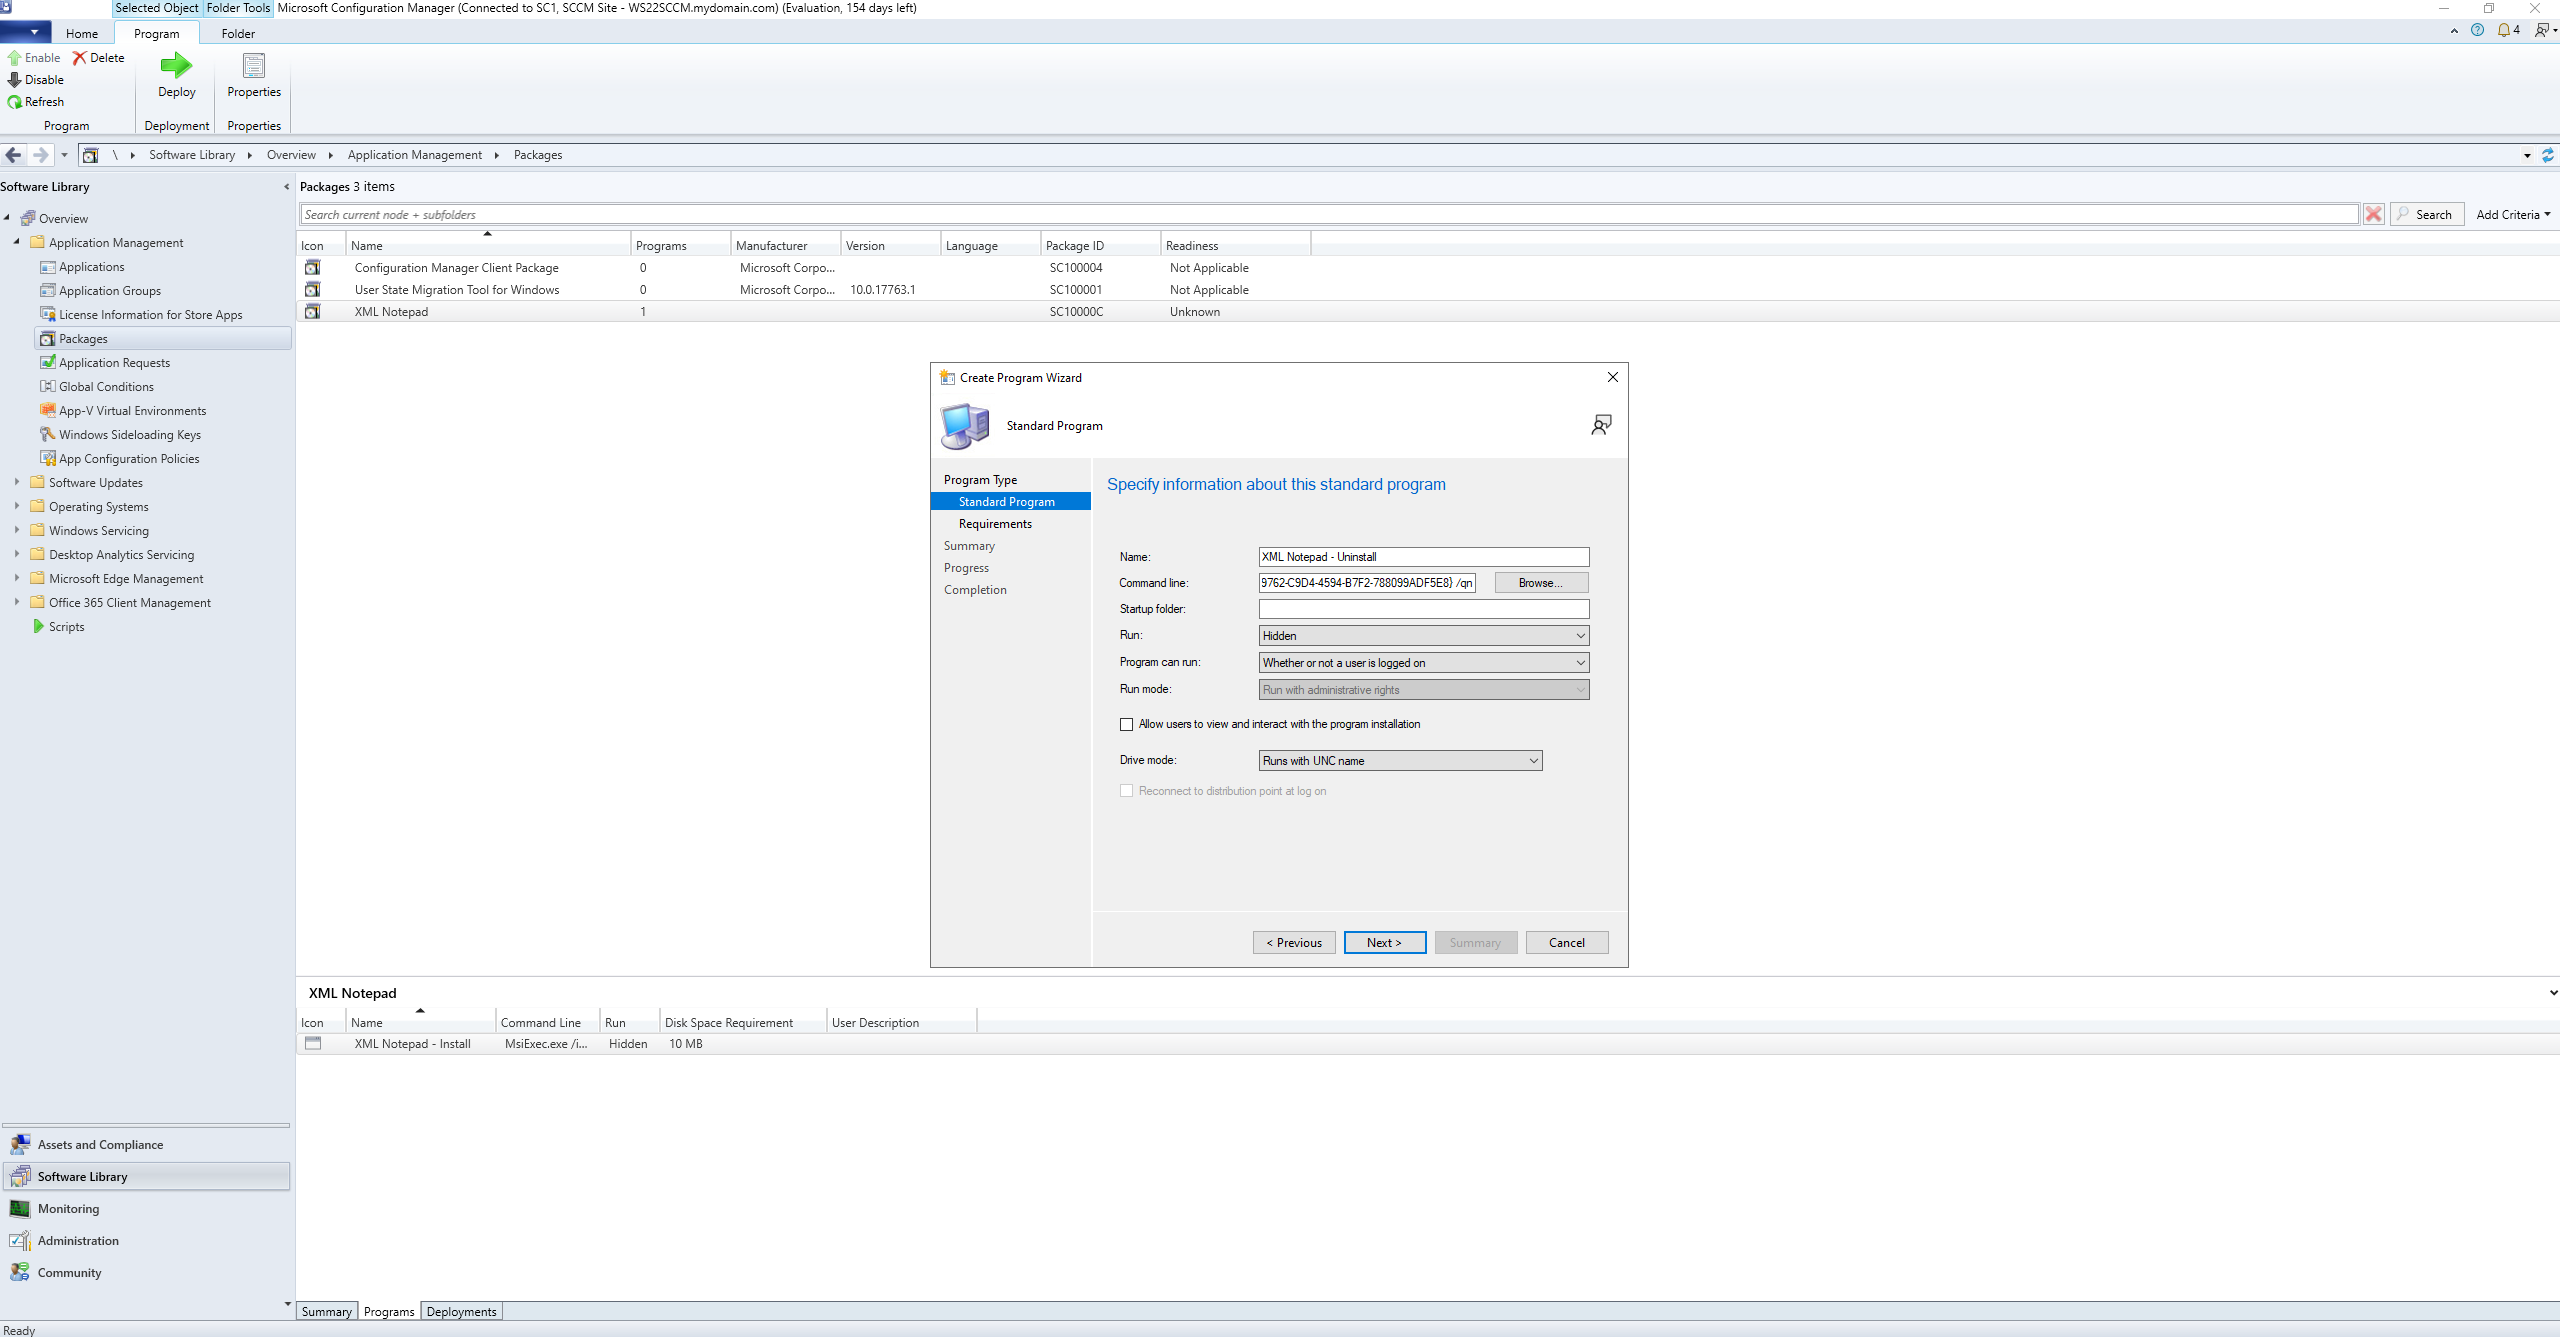 Selected Object Folder Tools Microsoft Configuration Manager (Connected to SC1, SCCM Site - WS22SCCM.mydomain.com) (Evaluation, 154 days left)
Home Program Folder
4
Enable Delete
Disable
Refresh
Deploy
Properties
Program Deployment Properties
\ Software Library Overview Application Management Packages
Software Library
Overview
Application Management
Applications
Application Groups
License Information for Store Apps
Packages
Application Requests
Global Conditions
App-V Virtual Environments
Windows Sideloading Keys
App Configuration Policies
Software Updates
Operating Systems
Windows Servicing
Desktop Analytics Servicing
Microsoft Edge Management
Office 365 Client Management
Scripts
Assets and Compliance
Software Library
Monitoring
Administration
Community
Packages 3 items
Search current node + subfolders
Search Add Criteria
Icon Name Programs Manufacturer Version Language Package ID Readiness
Configuration Manager Client Package 0 Microsoft Corpo... SC100004 Not Applicable
User State Migration Tool for Windows 0 Microsoft Corpo... 10.0.17763.1 SC100001 Not Applicable
XML Notepad 1 SC10000C Unknown
Create Program Wizard
Standard Program
Program Type
Standard Program
Requirements
Summary
Progress
Completion
Specify information about this standard program
Name: XML Notepad - Uninstall
Command line: 9762-C9D4-4594-B7F2-788099ADF5E8} /qn Browse...
Startup folder:
Run: Hidden
Program can run: Whether or not a user is logged on
Run mode: Run with administrative rights
Allow users to view and interact with the program installation
Drive mode: Runs with UNC name
Reconnect to distribution point at log on
< Previous Next > Summary Cancel
XML Notepad
Icon Name Command Line Run Disk Space Requirement User Description
XML Notepad - Install MsiExec.exe /i... Hidden 10 MB
Summary Programs Deployments
Ready